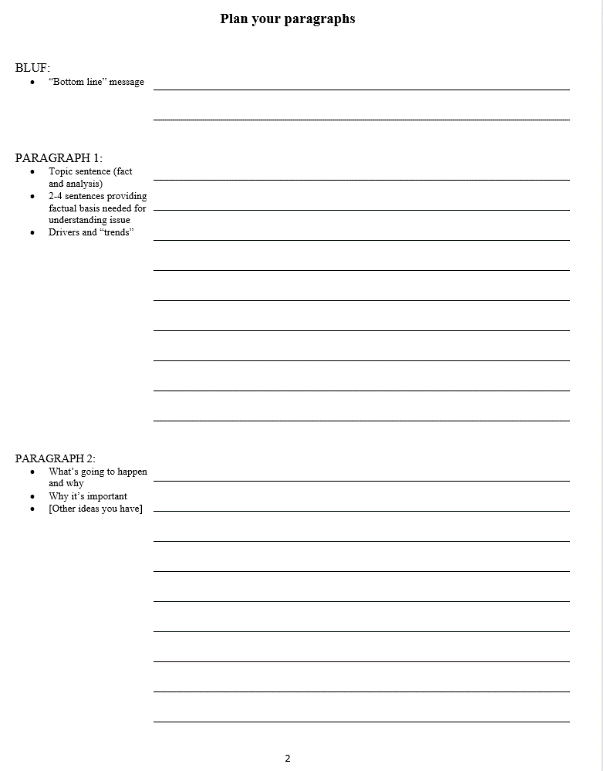 Plan your paragraphs
BLUF:
• “Bottom line” message
PARAGRAPH 1:
• Topic sentence (fact
and analysis)
• 2-4 sentences providing
factual basis needed for
understanding issue
• Drivers and “trends”
PARAGRAPH 2:
• What’s going to happen
and why
• Why it’s important
• [Other ideas you have]
2